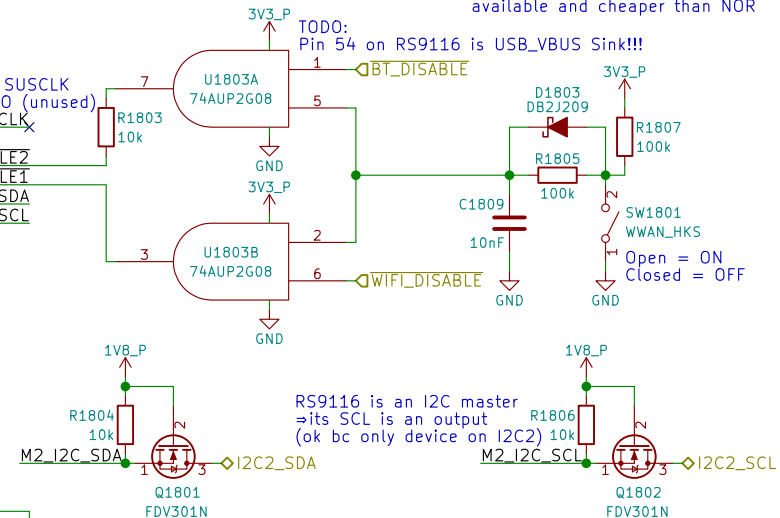 available and cheaper than NOR
3V3_P
TODO:
Pin 54 on RS9116 is USB_VBUS Sink!!!
U1803A
74AUP2G08
7
1
5
BT_DISABLE
GND
SUSCLK
O (unused)
CLK
R1803
10k
LE2
LE1
SDA
SCL
3V3_P
U1803B
74AUP2G08
3
2
6
WIFI_DISABLE
GND
D1803
DB2J209
3V3_P
R1807
100k
R1805
100k
C1809
10nF
GND
2
1
SW1801
WWAN_HKS
Open = ON
Closed = OFF
GND
1V8_P
R1804
10k
M2_I2C_SDA
2
1
3
I2C2_SDA
Q1801
FDV301N
RS9116 is an I2C master
⇒its SCL is an output
(ok bc only device on I2C2)
1V8_P
R1806
10k
M2_I2C_SCL
2
1
3
I2C2_SCL
Q1802
FDV301N